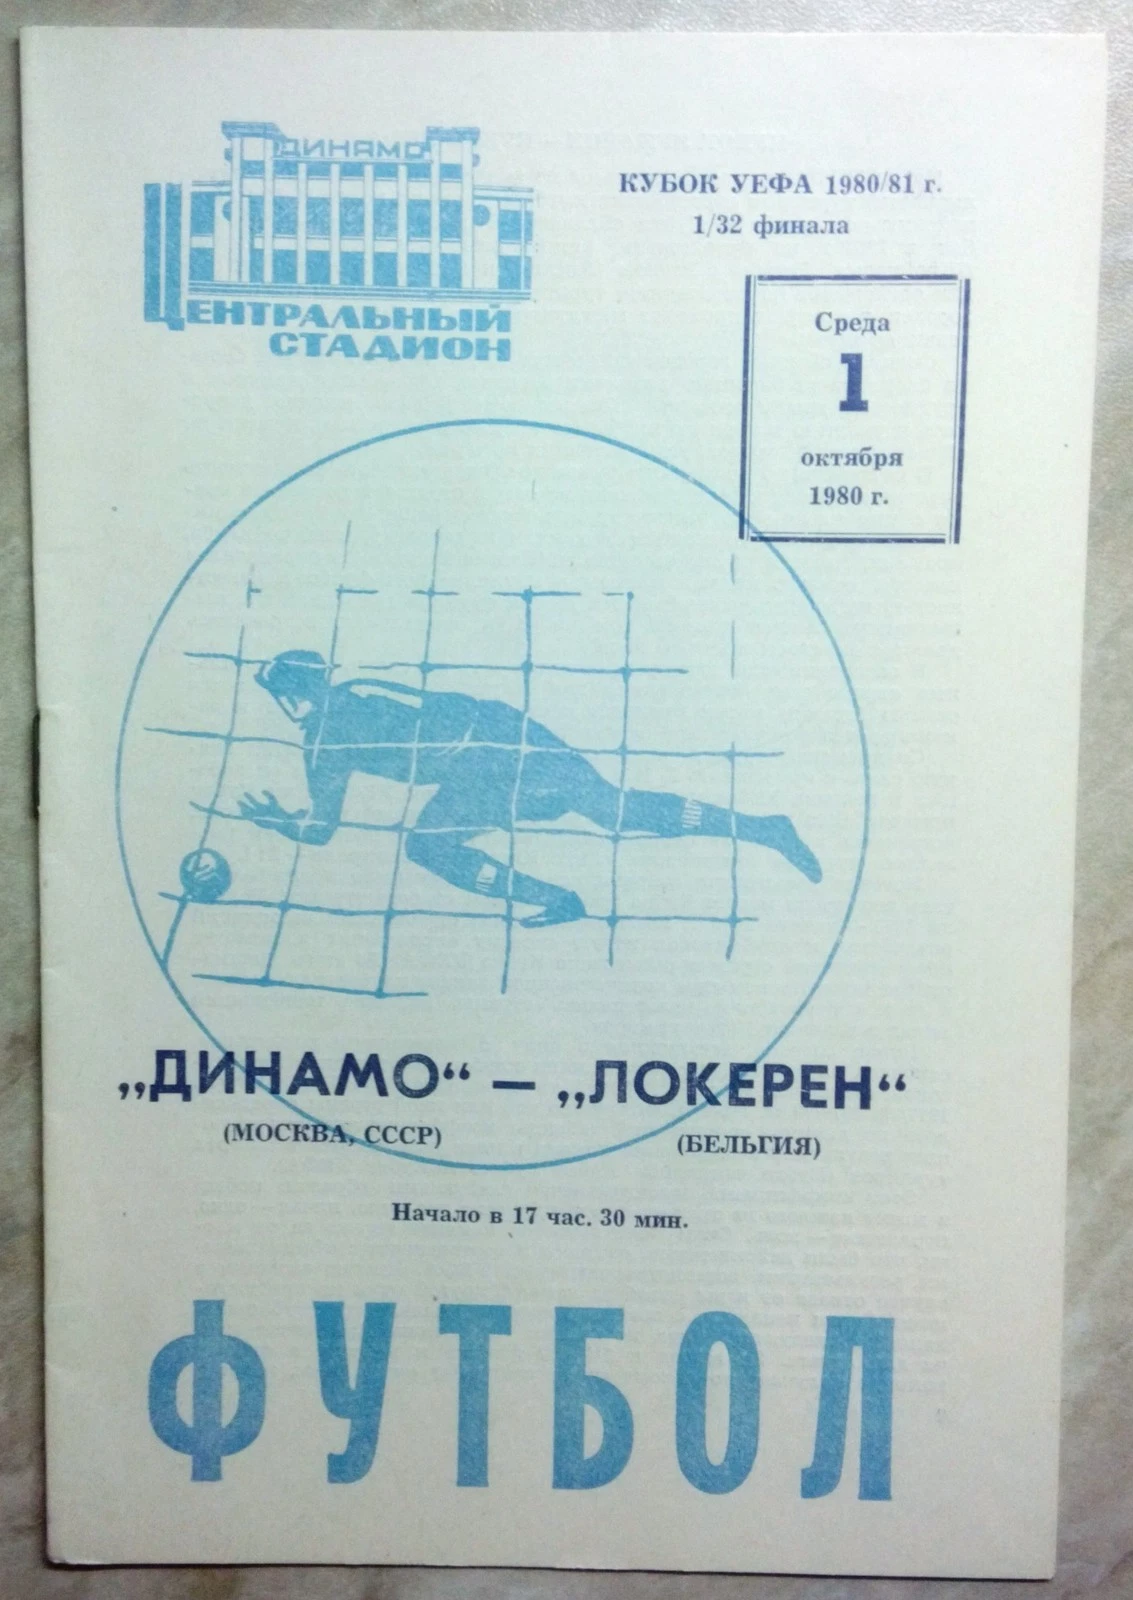 ДИНАМО
ЦЕНТРАЛЬНЫЙ
СТАДИОН
КУБОК УЕФА 1980/81 г.
1/32 финала
Среда
1
октября
1980 г.
„ДИНАМО“ — „ЛОКЕРЕН“
(МОСКВА, СССР) (БЕЛЬГИЯ)
Начало в 17 час. 30 мин.
ФУТБОЛ